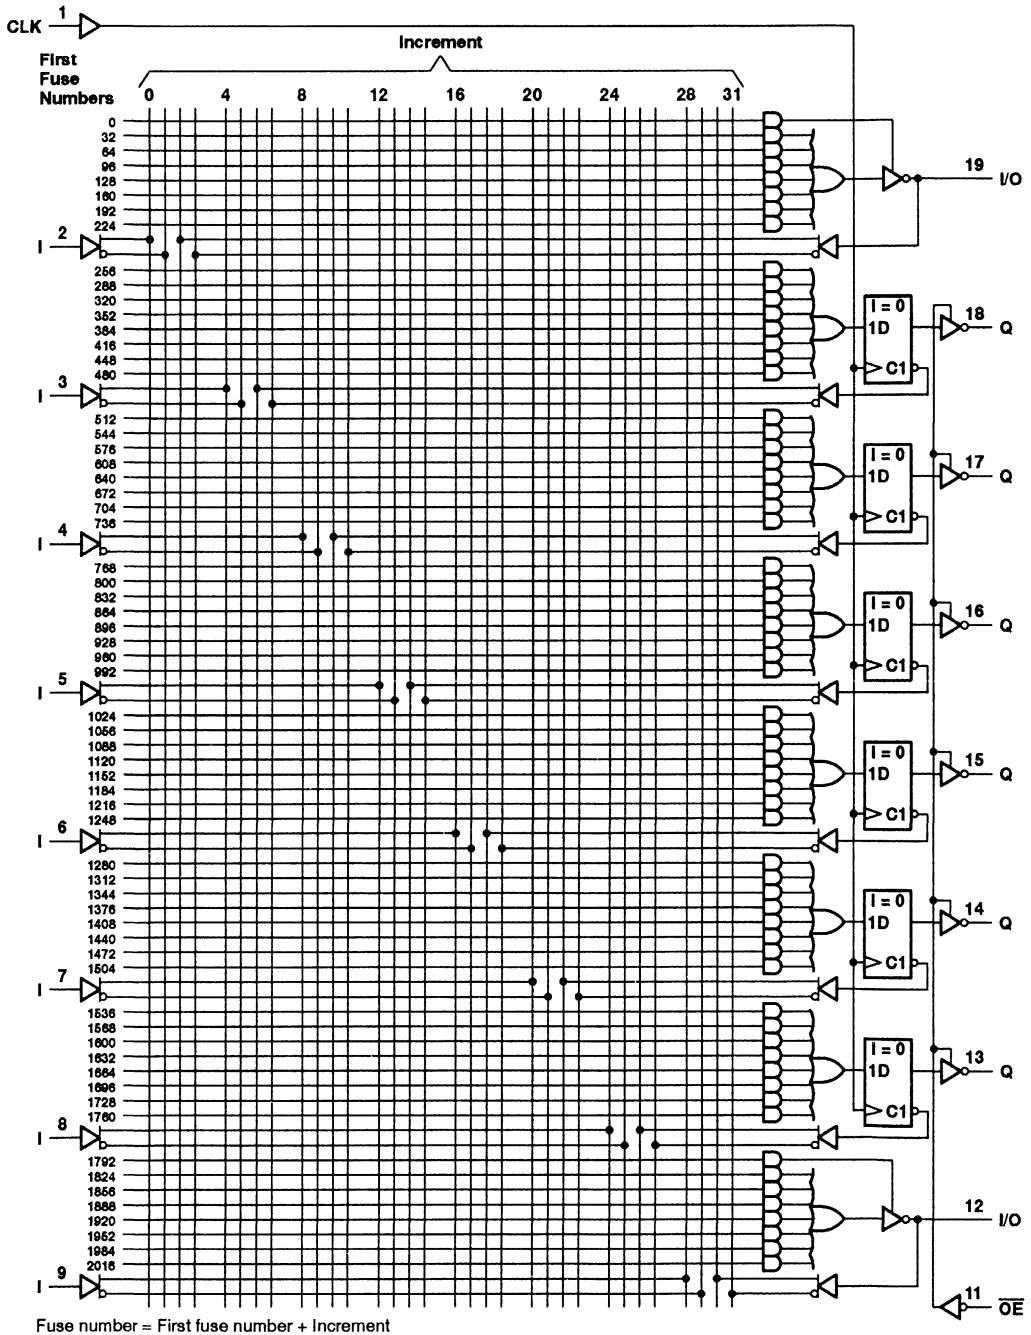 1
CLK
Increment
First
Fuse
Numbers
0 4 8 12 16 20 24 28 31
0
32
64
96
128
160
192
224
19
I/O
I 2
256
288
320
352
384
416
448
480
I = 0
1D
C1
18
Q
I 3
512
544
576
608
640
672
704
736
I = 0
1D
C1
17
Q
I 4
768
800
832
864
896
928
960
992
I = 0
1D
C1
16
Q
I 5
1024
1056
1088
1120
1152
1184
1216
1248
I = 0
1D
C1
15
Q
I 6
1280
1312
1344
1376
1408
1440
1472
1504
I = 0
1D
C1
14
Q
I 7
1536
1568
1600
1632
1664
1696
1728
1760
I = 0
1D
C1
13
Q
I 8
1792
1824
1856
1888
1920
1952
1984
2016
12
I/O
I 9
11
OE
Fuse number = First fuse number + Increment